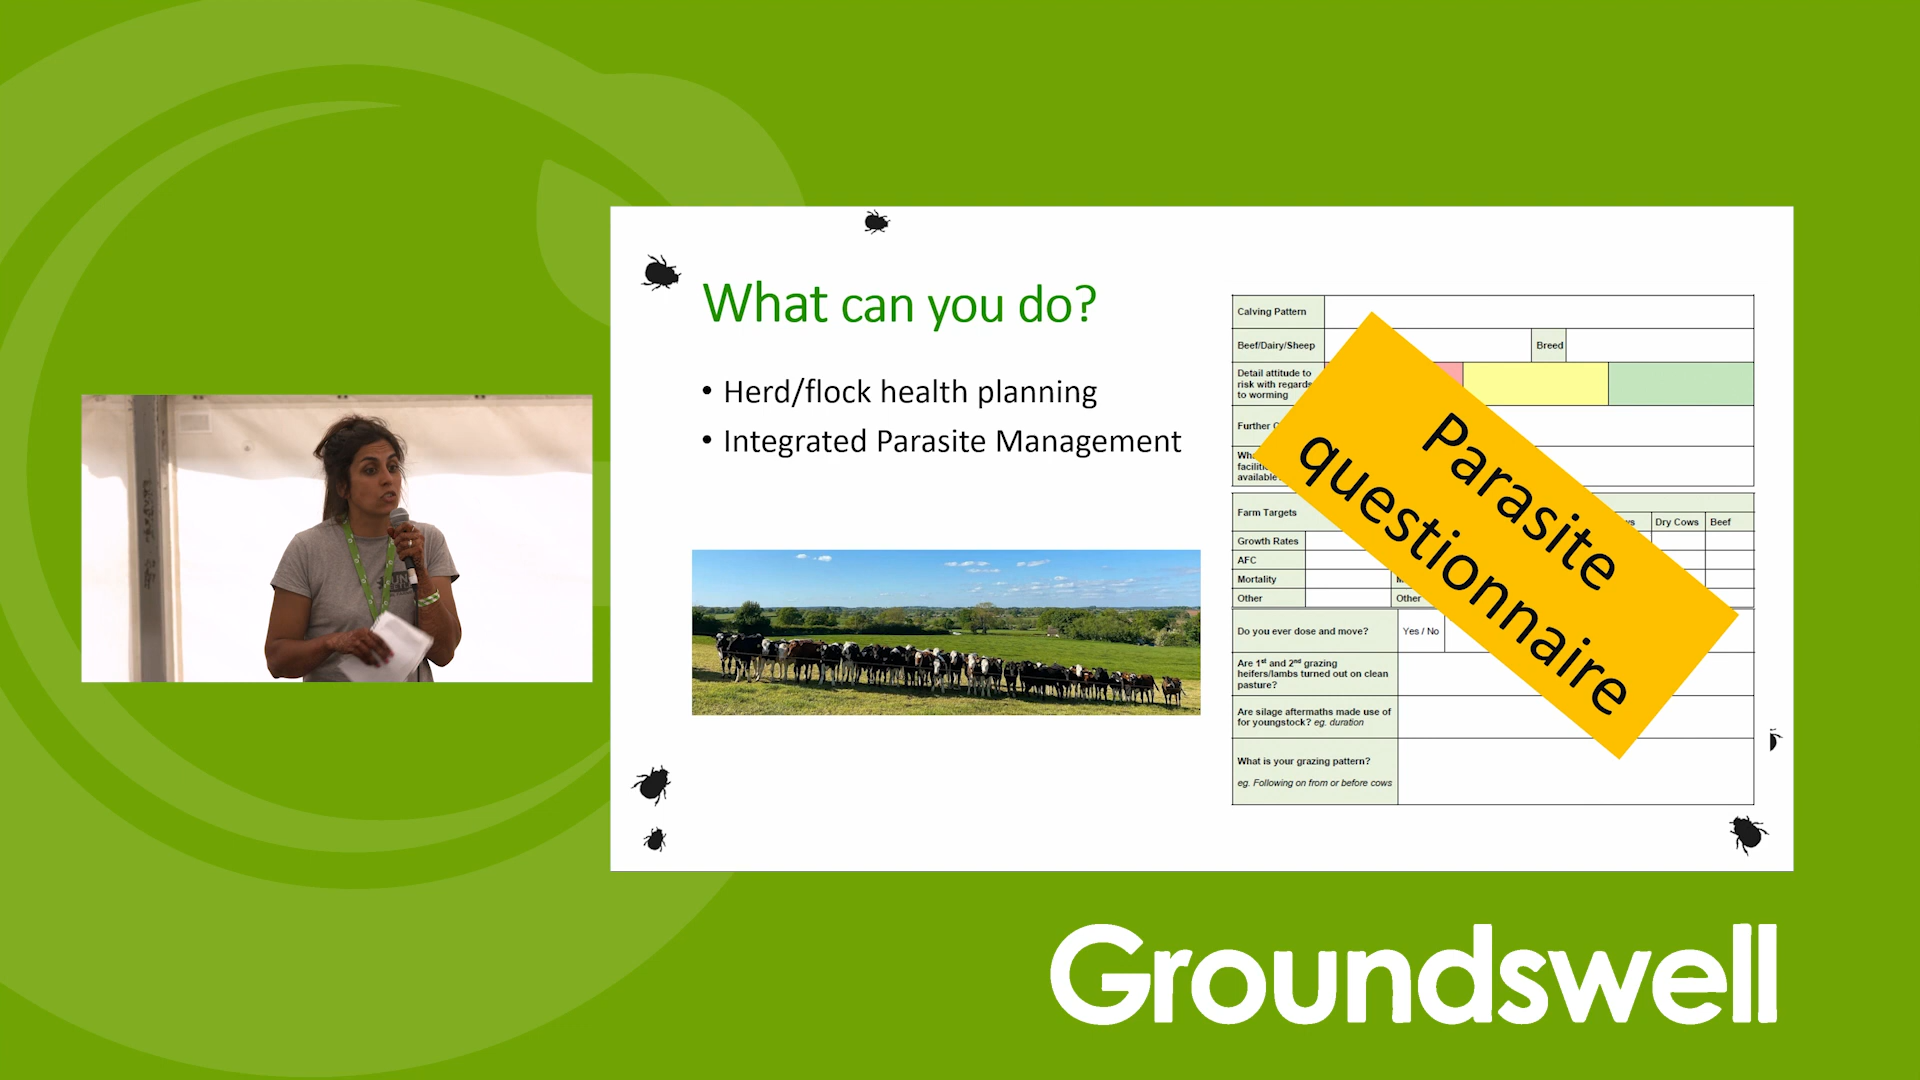 What can you do?
• Herd/flock health planning
• Integrated Parasite Management
Calving Pattern
Beef/Dairy/Sheep
Breed
Detail attitude to
risk with regards
to worming
Further
available
Parasite
questionnaire
Farm Targets
Dry Cows
Beef
Growth Rates
AFC
Mortality
Other
Other
Do you ever dose and move?
Yes / No
Are 1st and 2nd grazing
heifers/lambs turned out on clean
pasture?
Are silage aftermaths made use of
for youngstock? eg. duration
What is your grazing pattern?
eg. Following on from or before cows
Groundswell